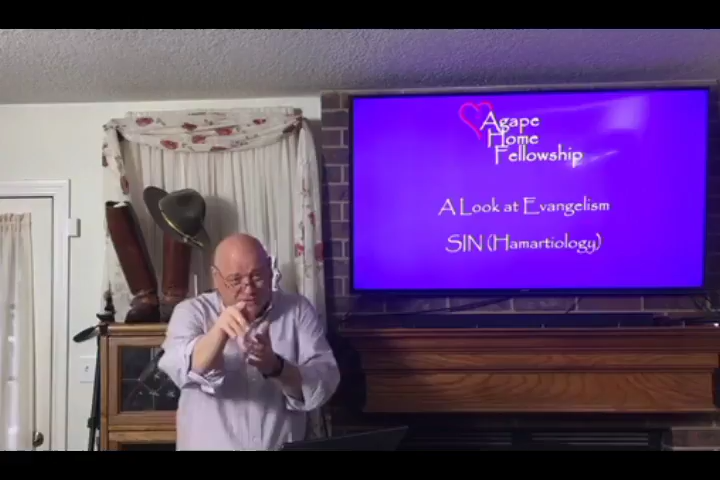 Agape
Home
Fellowship
A Look at Evangelism
SIN (Hamartiology)